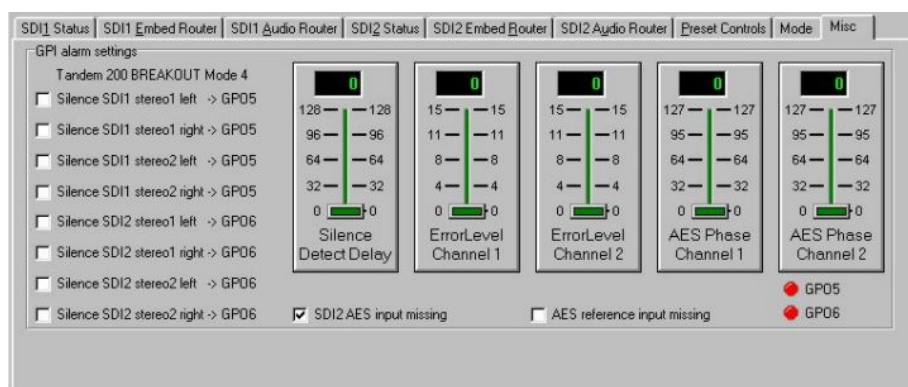 SDI1 Status SDI1 Embed Router SDI1 Audio Router SDI2 Status SDI2 Embed Router SDI2 Audio Router Preset Controls Mode Misc
GPI alarm settings
Tandem 200 BREAKOUT Mode 4
Silence SDI1 stereo1 left -> GPO5
Silence SDI1 stereo1 right -> GPO5
Silence SDI1 stereo2 left -> GPO5
Silence SDI1 stereo2 right -> GPO5
Silence SDI2 stereo1 left -> GPO6
Silence SDI2 stereo1 right -> GPO6
Silence SDI2 stereo2 left -> GPO6
Silence SDI2 stereo2 right -> GPO6
0
128 128
96 96
64 64
32 32
0 0
Silence
Detect Delay
0
15 15
11 11
8 8
4 4
0 0
ErrorLevel
Channel 1
0
15 15
11 11
8 8
4 4
0 0
ErrorLevel
Channel 2
0
127 127
95 95
64 64
32 32
0 0
AES Phase
Channel 1
0
127 127
95 95
64 64
32 32
0 0
AES Phase
Channel 2
SDI2 AES input missing
AES reference input missing
GPO5
GPO6